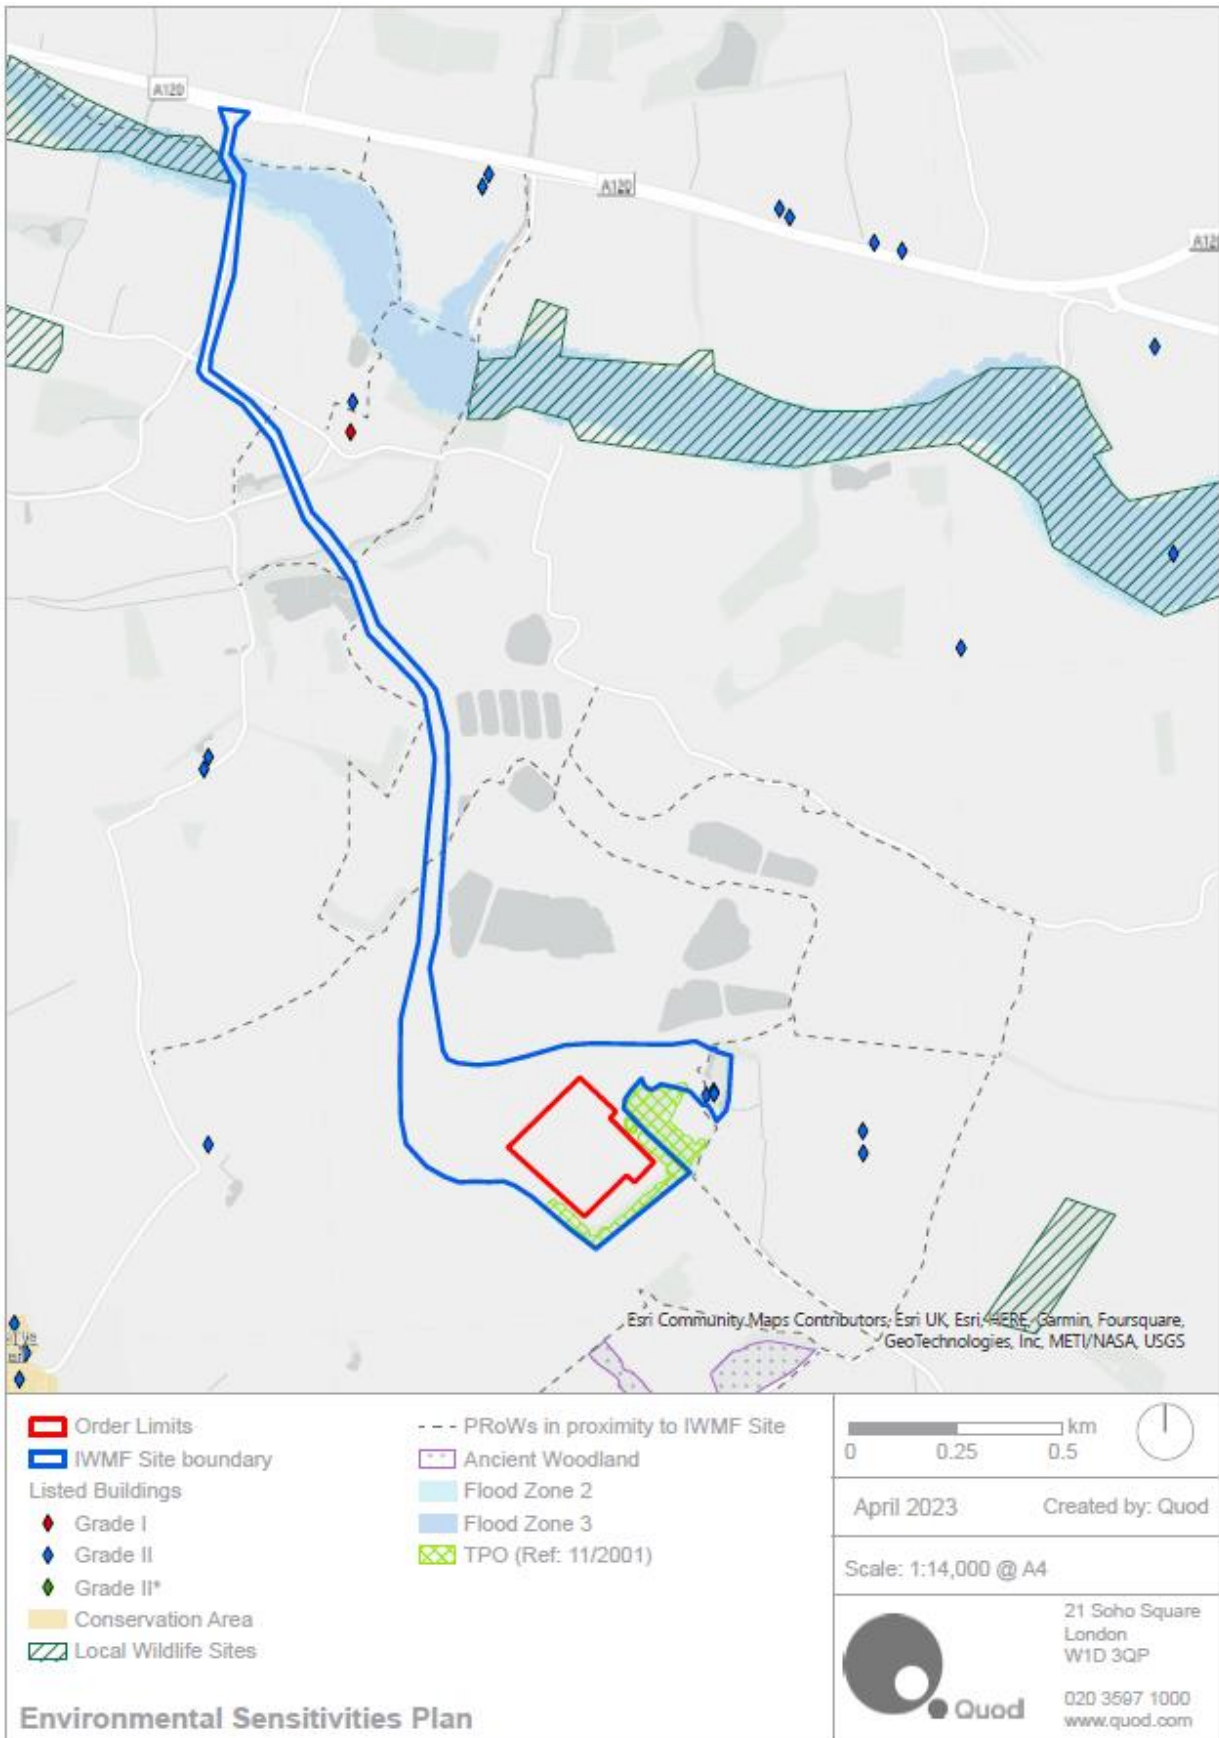 A120
A120
A120
Esri Community Maps Contributors, Esri UK, Esri, HERE, Garmin, Foursquare,
GeoTechnologies, Inc, METI/NASA, USGS
Order Limits
IWMF Site boundary
Listed Buildings
Grade I
Grade II
Grade II*
Conservation Area
Local Wildlife Sites
PRoWs in proximity to IWMF Site
Ancient Woodland
Flood Zone 2
Flood Zone 3
TPO (Ref: 11/2001)
Environmental Sensitivities Plan
km
0 0.25 0.5
April 2023 Created by: Quod
Scale: 1:14,000 @ A4
Quod
21 Soho Square
London
W1D 3QP
020 3597 1000
www.quod.com